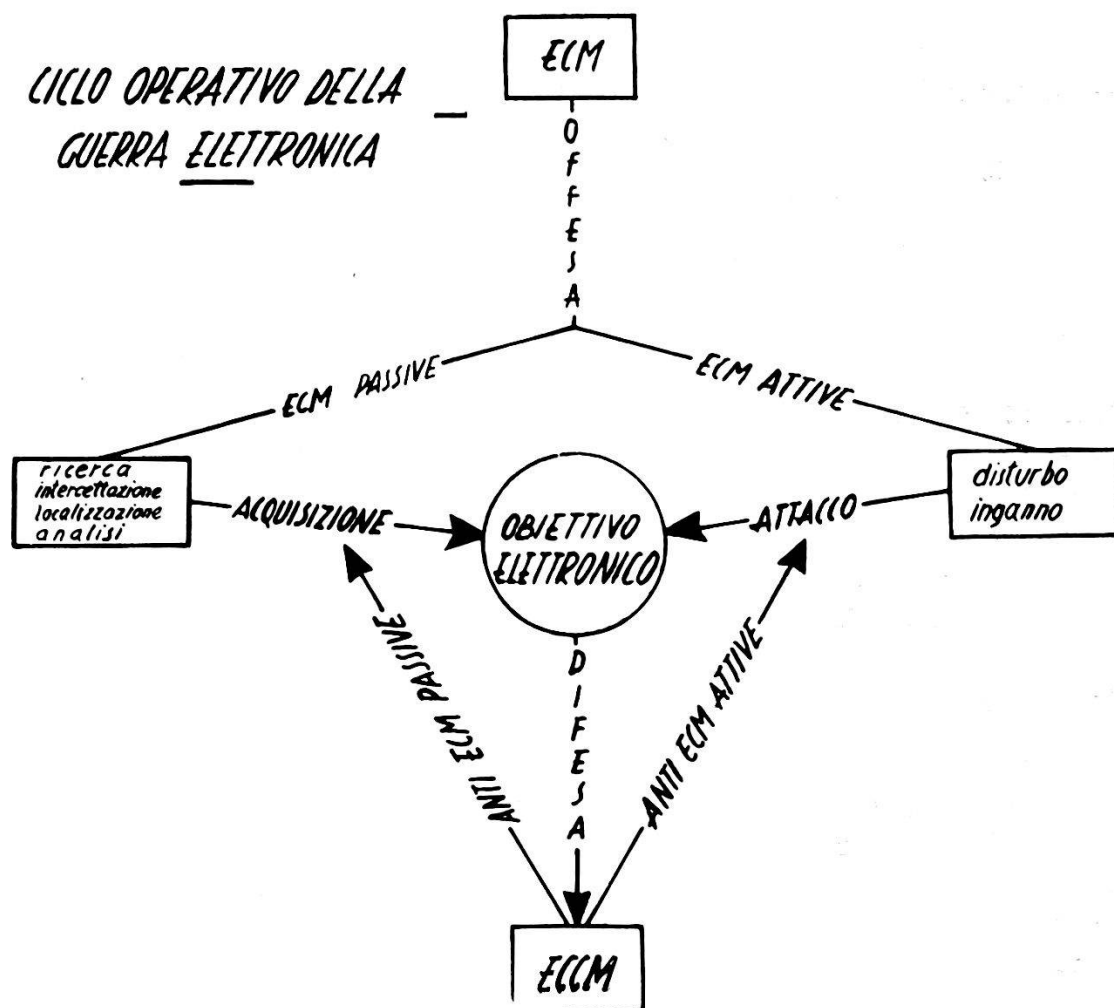 CICLO OPERATIVO DELLA
GUERRA ELETTRONICA
ECM
OFFESA
ECM PASSIVE
ECM ATTIVE
ricerca
intercettazione
localizzazione
analisi
ACQUISIZIONE
OBIETTIVO
ELETTRONICO
ATTACCO
disturbo
inganno
ANTI ECM PASSIVE
DIFESA
ANTI ECM ATTIVE
ECCM